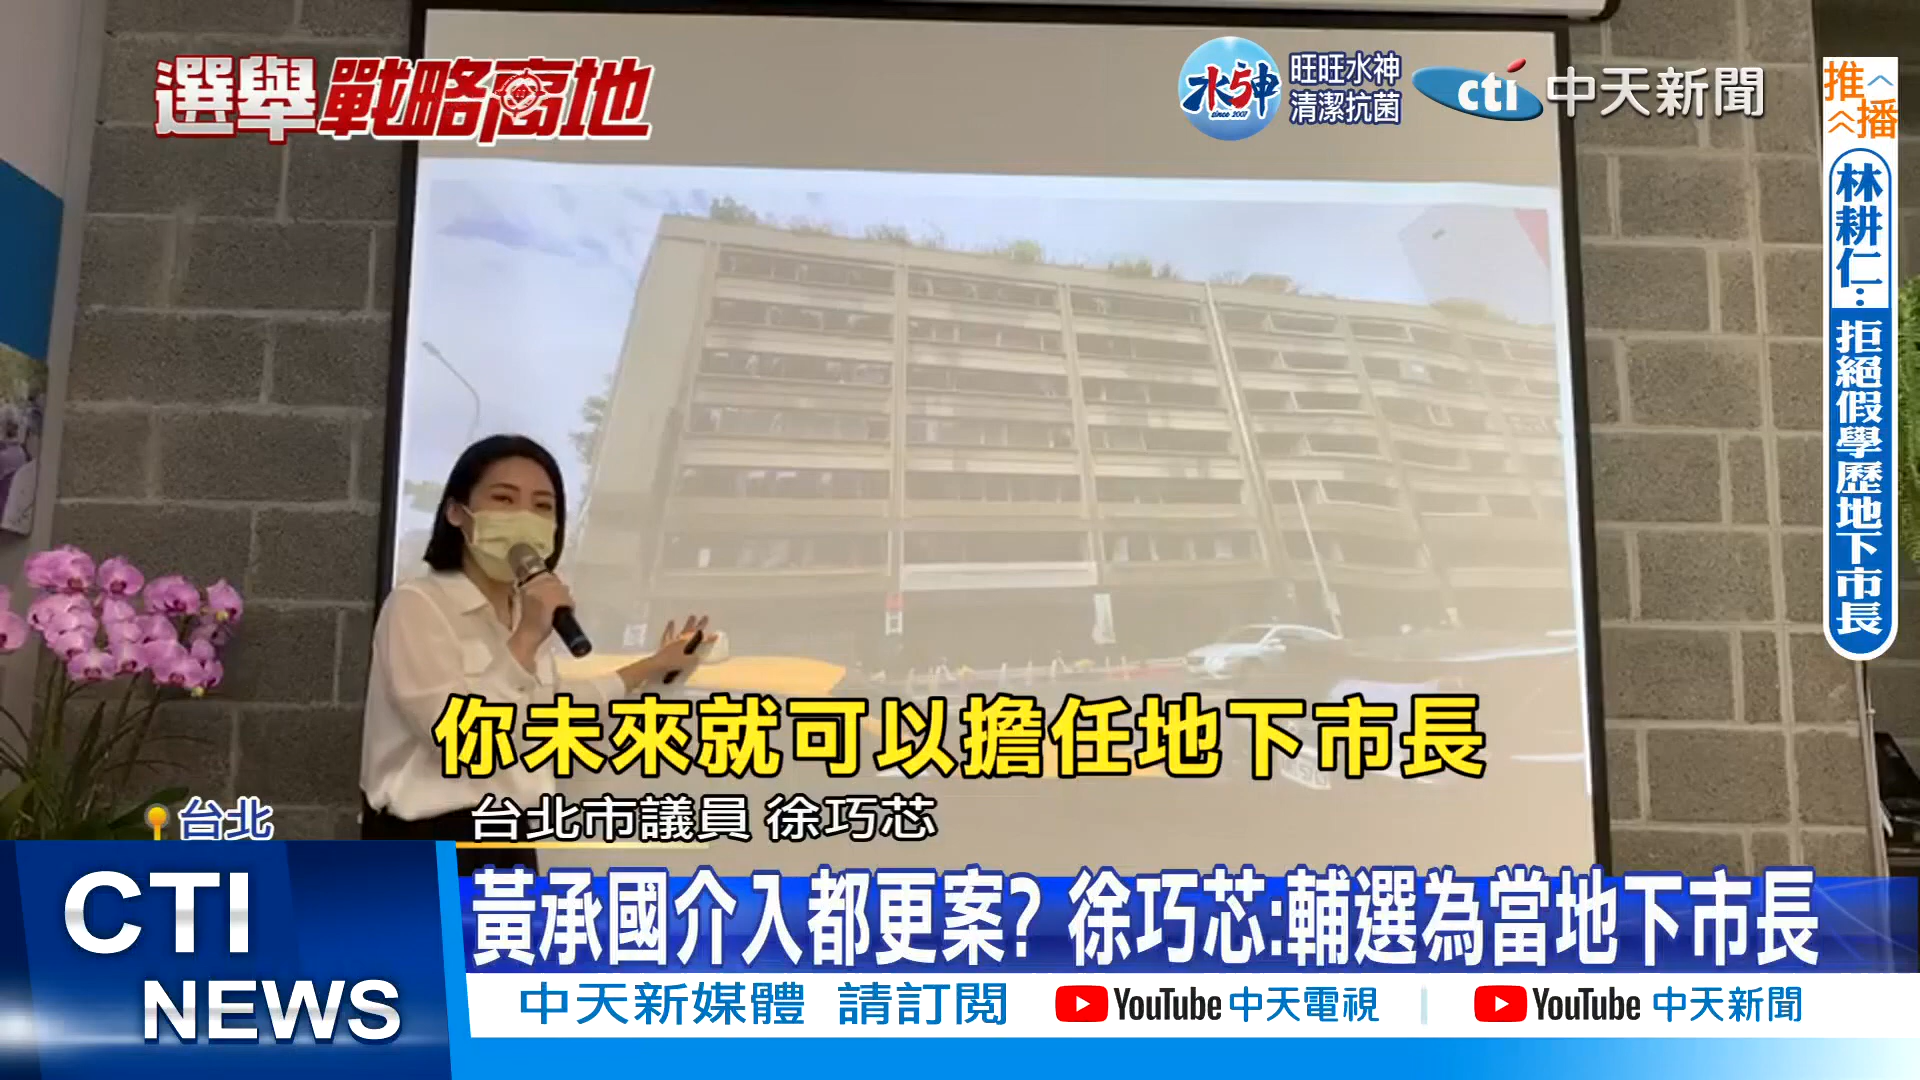 選舉戰略高地
水神
since 2007
旺旺水神
清潔抗菌
cti 中天新聞
推播
林耕仁：拒絕假學歷地下市長
你未來就可以擔任地下市長
台北
台北市議員 徐巧芯
黃承國介入都更案? 徐巧芯:輔選為當地下市長
CTI
NEWS
中天新媒體 請訂閱 YouTube 中天電視 | YouTube 中天新聞